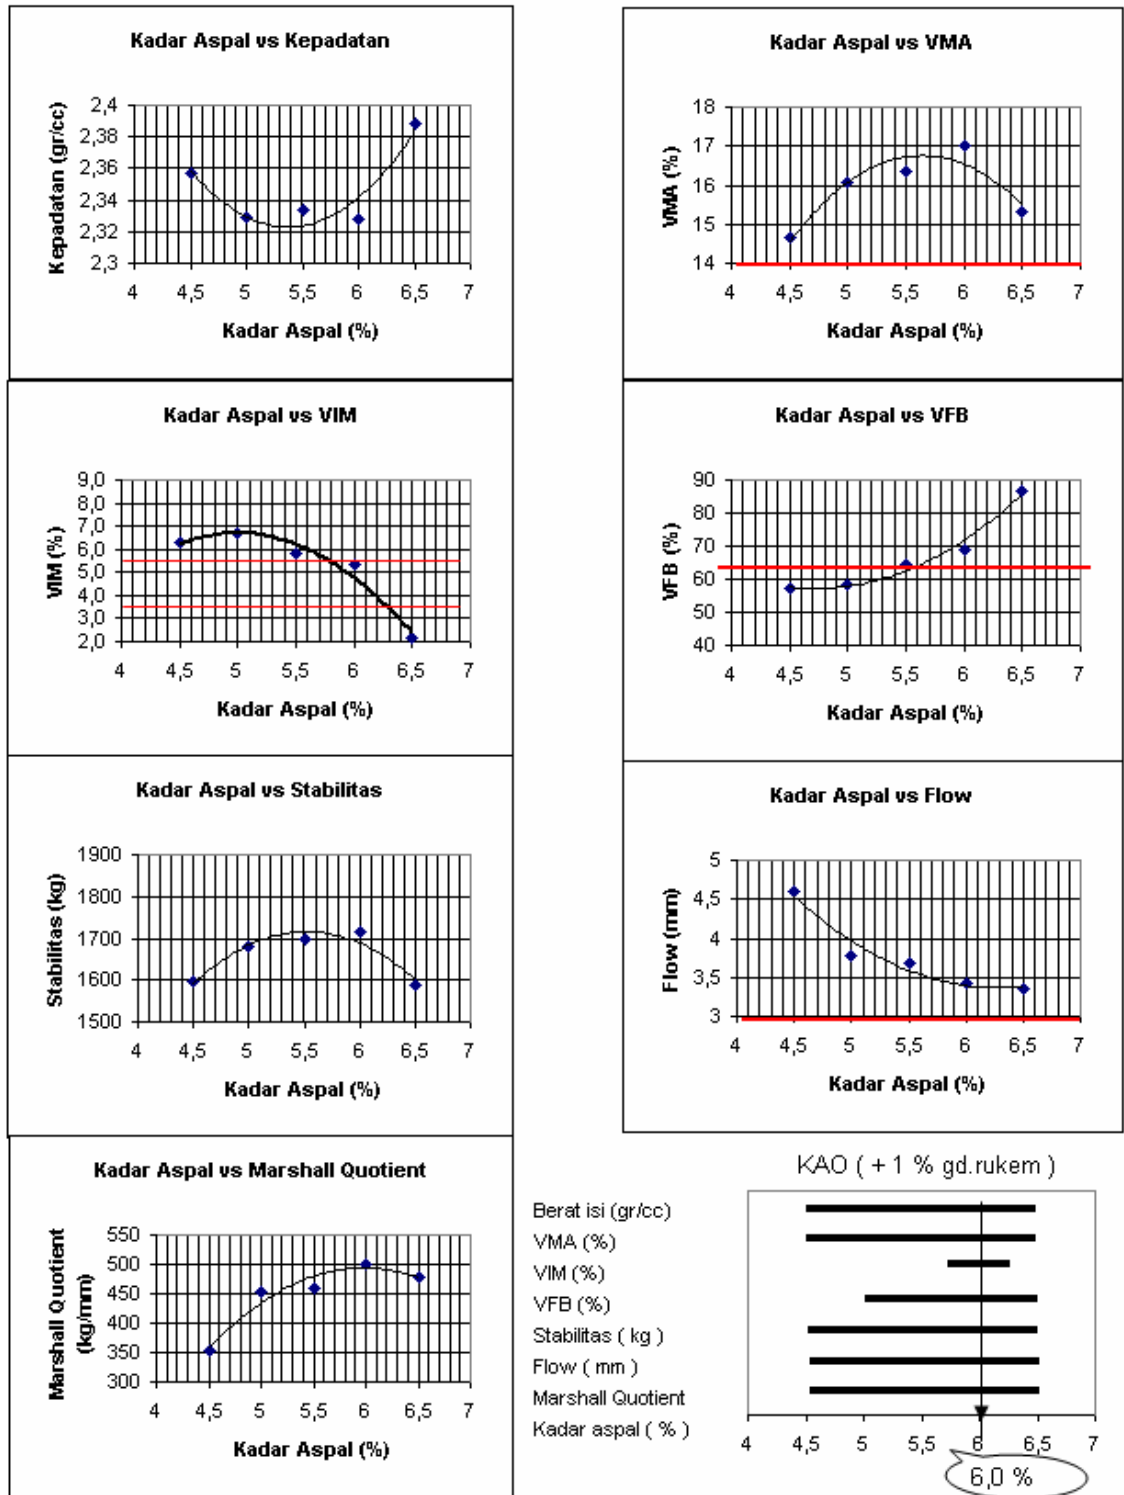 Kadar Aspal vs Kepadatan
Kepadatan (gr/cc)
2,4
2,38
2,36
2,34
2,32
2,3
4 4,5 5 5,5 6 6,5 7
Kadar Aspal (%)
Kadar Aspal vs VMA
VMA (%)
18
17
16
15
14
4 4,5 5 5,5 6 6,5 7
Kadar Aspal (%)
Kadar Aspal vs VIM
VIM (%)
9,0
8,0
7,0
6,0
5,0
4,0
3,0
2,0
4 4,5 5 5,5 6 6,5 7
Kadar Aspal (%)
Kadar Aspal vs VFB
VFB (%)
90
80
70
60
50
40
4 4,5 5 5,5 6 6,5 7
Kadar Aspal (%)
Kadar Aspal vs Stabilitas
Stabilitas (kg)
1900
1800
1700
1600
1500
4 4,5 5 5,5 6 6,5 7
Kadar Aspal (%)
Kadar Aspal vs Flow
Flow (mm)
5
4,5
4
3,5
3
4 4,5 5 5,5 6 6,5 7
Kadar Aspal (%)
Kadar Aspal vs Marshall Quotient
Marshall Quotient
(kg/mm)
550
500
450
400
350
300
4 4,5 5 5,5 6 6,5 7
Kadar Aspal (%)
KAO ( + 1 % gd.rukem )
Berat isi (gr/cc)
VMA (%)
VIM (%)
VFB (%)
Stabilitas ( kg )
Flow ( mm )
Marshall Quotient
Kadar aspal ( % )
4 4,5 5 5,5 6 6,5 7
6,0 %